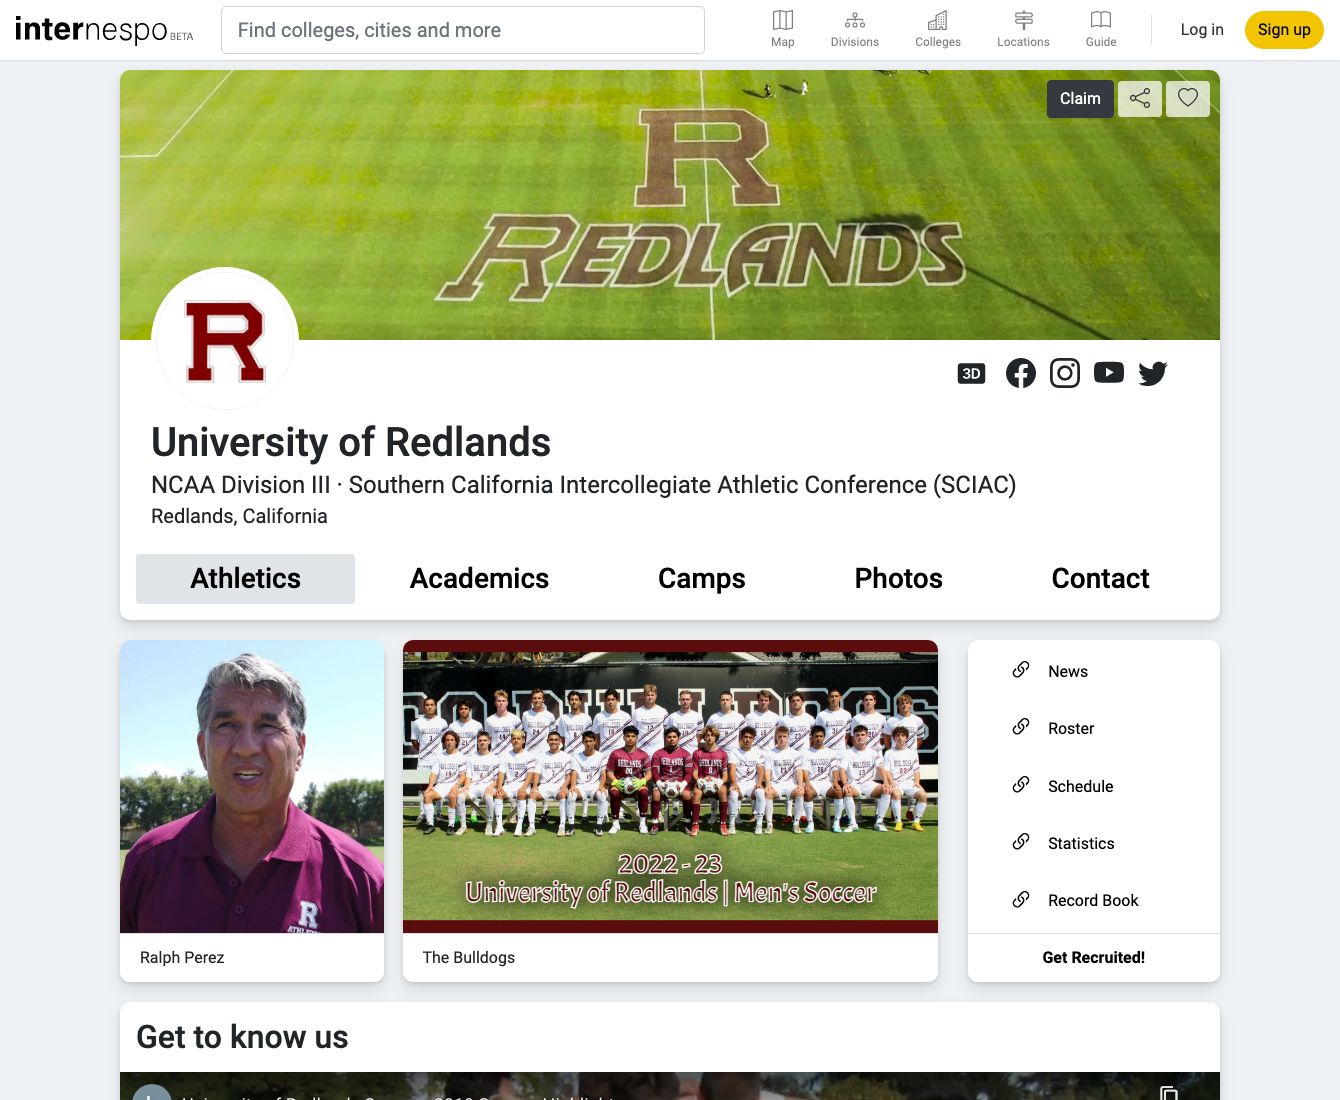 internespo BETA
Find colleges, cities and more
Map
Divisions
Colleges
Locations
Guide
Log in
Sign up
Claim
R
REDLANDS
R
3D
University of Redlands
NCAA Division III · Southern California Intercollegiate Athletic Conference (SCIAC)
Redlands, California
Athletics
Academics
Camps
Photos
Contact
R
Ralph Perez
2022 - 23
University of Redlands | Men's Soccer
The Bulldogs
News
Roster
Schedule
Statistics
Record Book
Get Recruited!
Get to know us